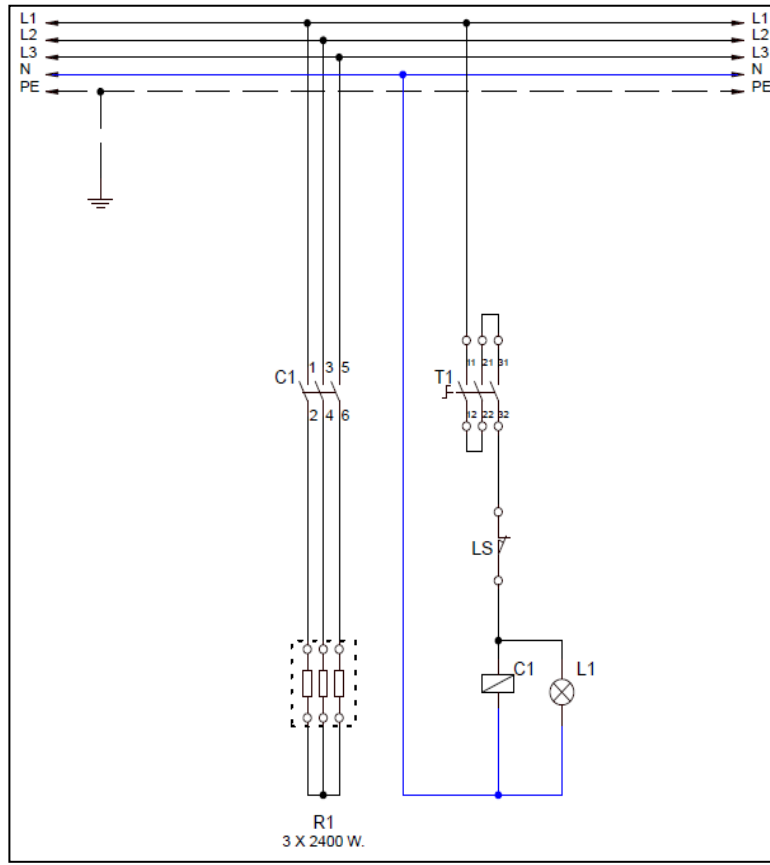 L1 L1
L2 L2
L3 L3
N N
PE PE
1 3 5
C1
2 4 6
11 21 31
T1
12 22 32
LS
C1 L1
R1
3 X 2400 W.